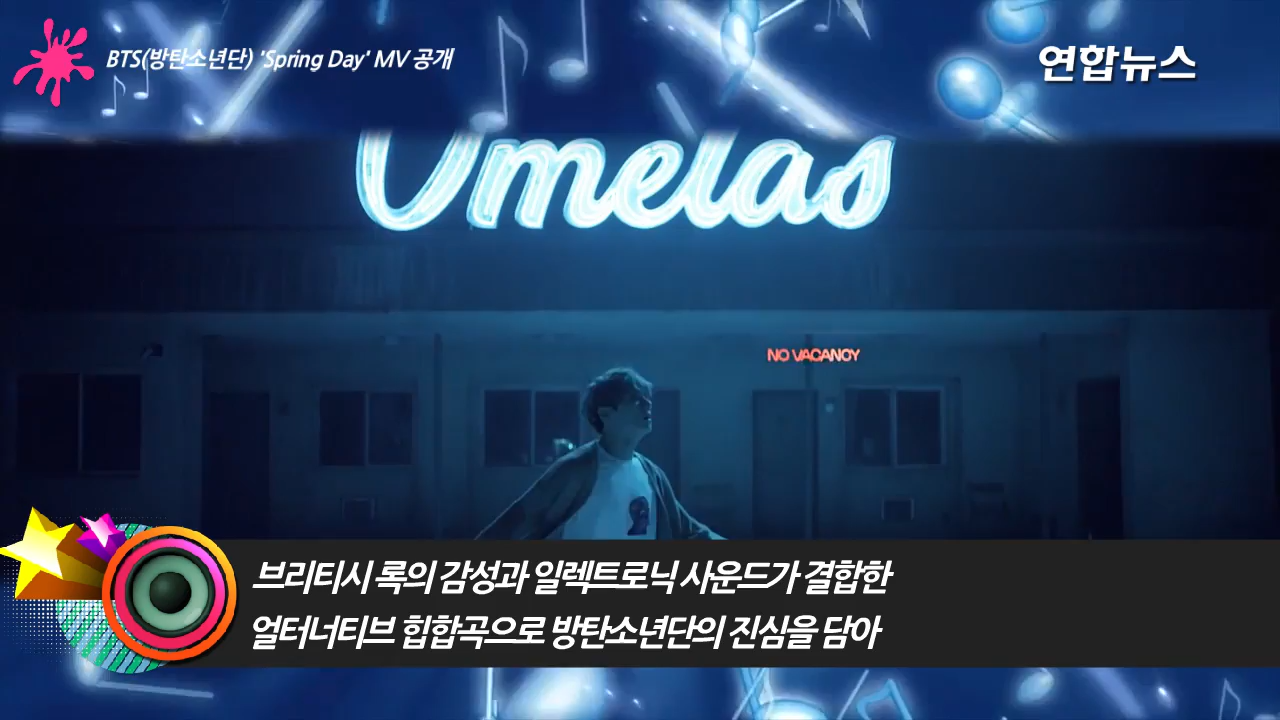 BTS(방탄소년단) 'Spring Day' MV 공개
연합뉴스
Omelas
NO VACANCY
브리티시 록의 감성과 일렉트로닉 사운드가 결합한
얼터너티브 힙합곡으로 방탄소년단의 진심을 담아